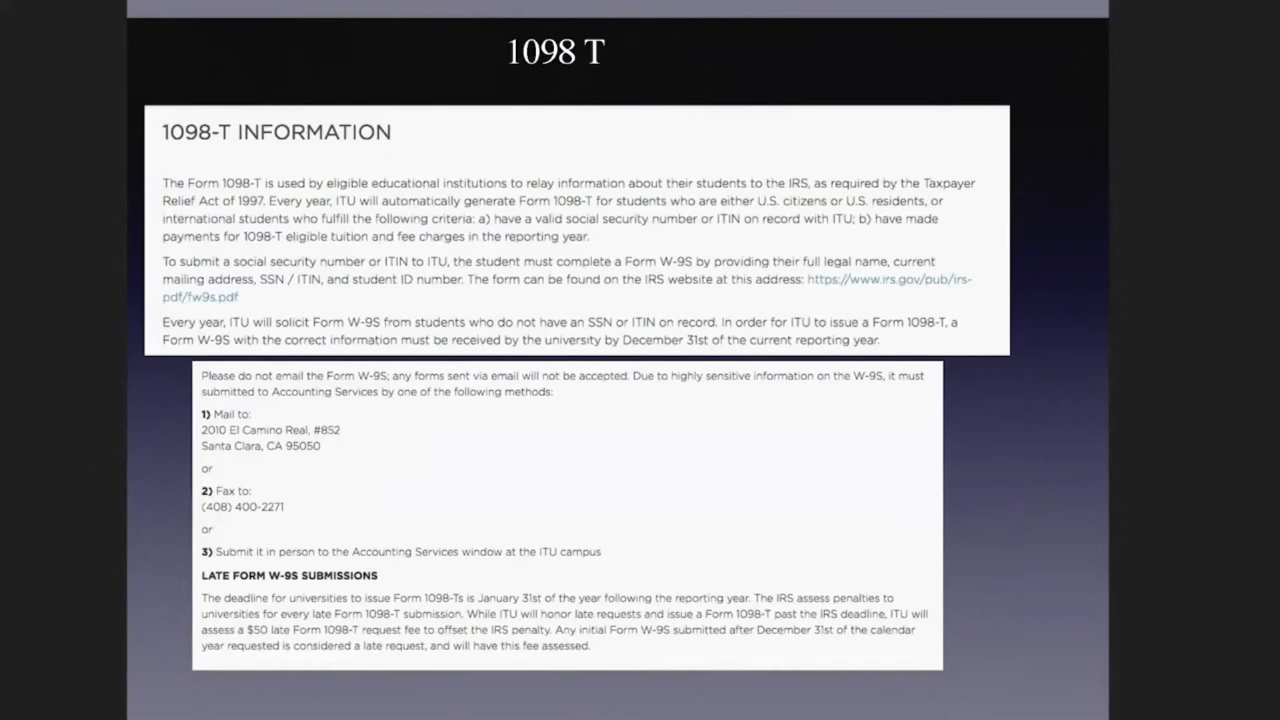 1098 T
1098-T INFORMATION
The Form 1098-T is used by eligible educational institutions to relay information about their students to the IRS, as required by the Taxpayer
Relief Act of 1997. Every year, ITU will automatically generate Form 1098-T for students who are either U.S. citizens or U.S. residents, or
international students who fulfill the following criteria: a) have a valid social security number or ITIN on record with ITU; b) have made
payments for 1098-T eligible tuition and fee charges in the reporting year.
To submit a social security number or ITIN to ITU, the student must complete a Form W-9S by providing their full legal name, current
mailing address, SSN / ITIN, and student ID number. The form can be found on the IRS website at this address: https://www.irs.gov/pub/irs-
pdf/fw9s.pdf
Every year, ITU will solicit Form W-9S from students who do not have an SSN or ITIN on record. In order for ITU to issue a Form 1098-T, a
Form W-9S with the correct information must be received by the university by December 31st of the current reporting year.
Please do not email the Form W-9S; any forms sent via email will not be accepted. Due to highly sensitive information on the W-9S, it must
submitted to Accounting Services by one of the following methods:
1) Mail to:
2010 El Camino Real, #852
Santa Clara, CA 95050
or
2) Fax to:
(408) 400-2271
or
3) Submit it in person to the Accounting Services window at the ITU campus
LATE FORM W-9S SUBMISSIONS
The deadline for universities to issue Form 1098-Ts is January 31st of the year following the reporting year. The IRS assess penalties to
universities for every late Form 1098-T submission. While ITU will honor late requests and issue a Form 1098-T past the IRS deadline, ITU will
assess a $50 late Form 1098-T request fee to offset the IRS penalty. Any initial Form W-9S submitted after December 31st of the calendar
year requested is considered a late request, and will have this fee assessed.